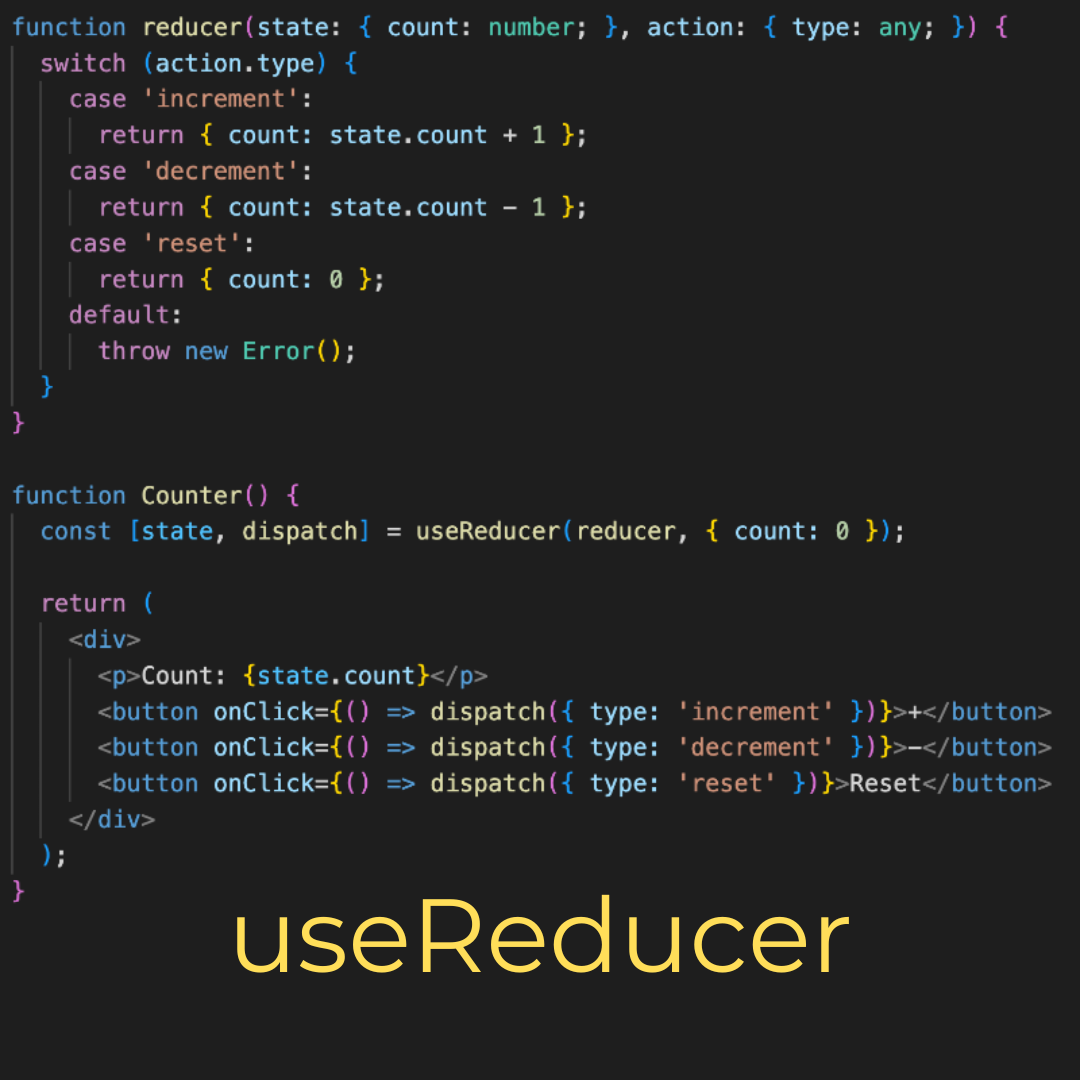 function reducer(state: { count: number; }, action: { type: any; }) {
  switch (action.type) {
    case 'increment':
      return { count: state.count + 1 };
    case 'decrement':
      return { count: state.count - 1 };
    case 'reset':
      return { count: 0 };
    default:
      throw new Error();
  }
}

function Counter() {
  const [state, dispatch] = useReducer(reducer, { count: 0 });

  return (
    <div>
      <p>Count: {state.count}</p>
      <button onClick={() => dispatch({ type: 'increment' })}>+</button>
      <button onClick={() => dispatch({ type: 'decrement' })}>-</button>
      <button onClick={() => dispatch({ type: 'reset' })}>Reset</button>
    </div>
  );
}
useReducer